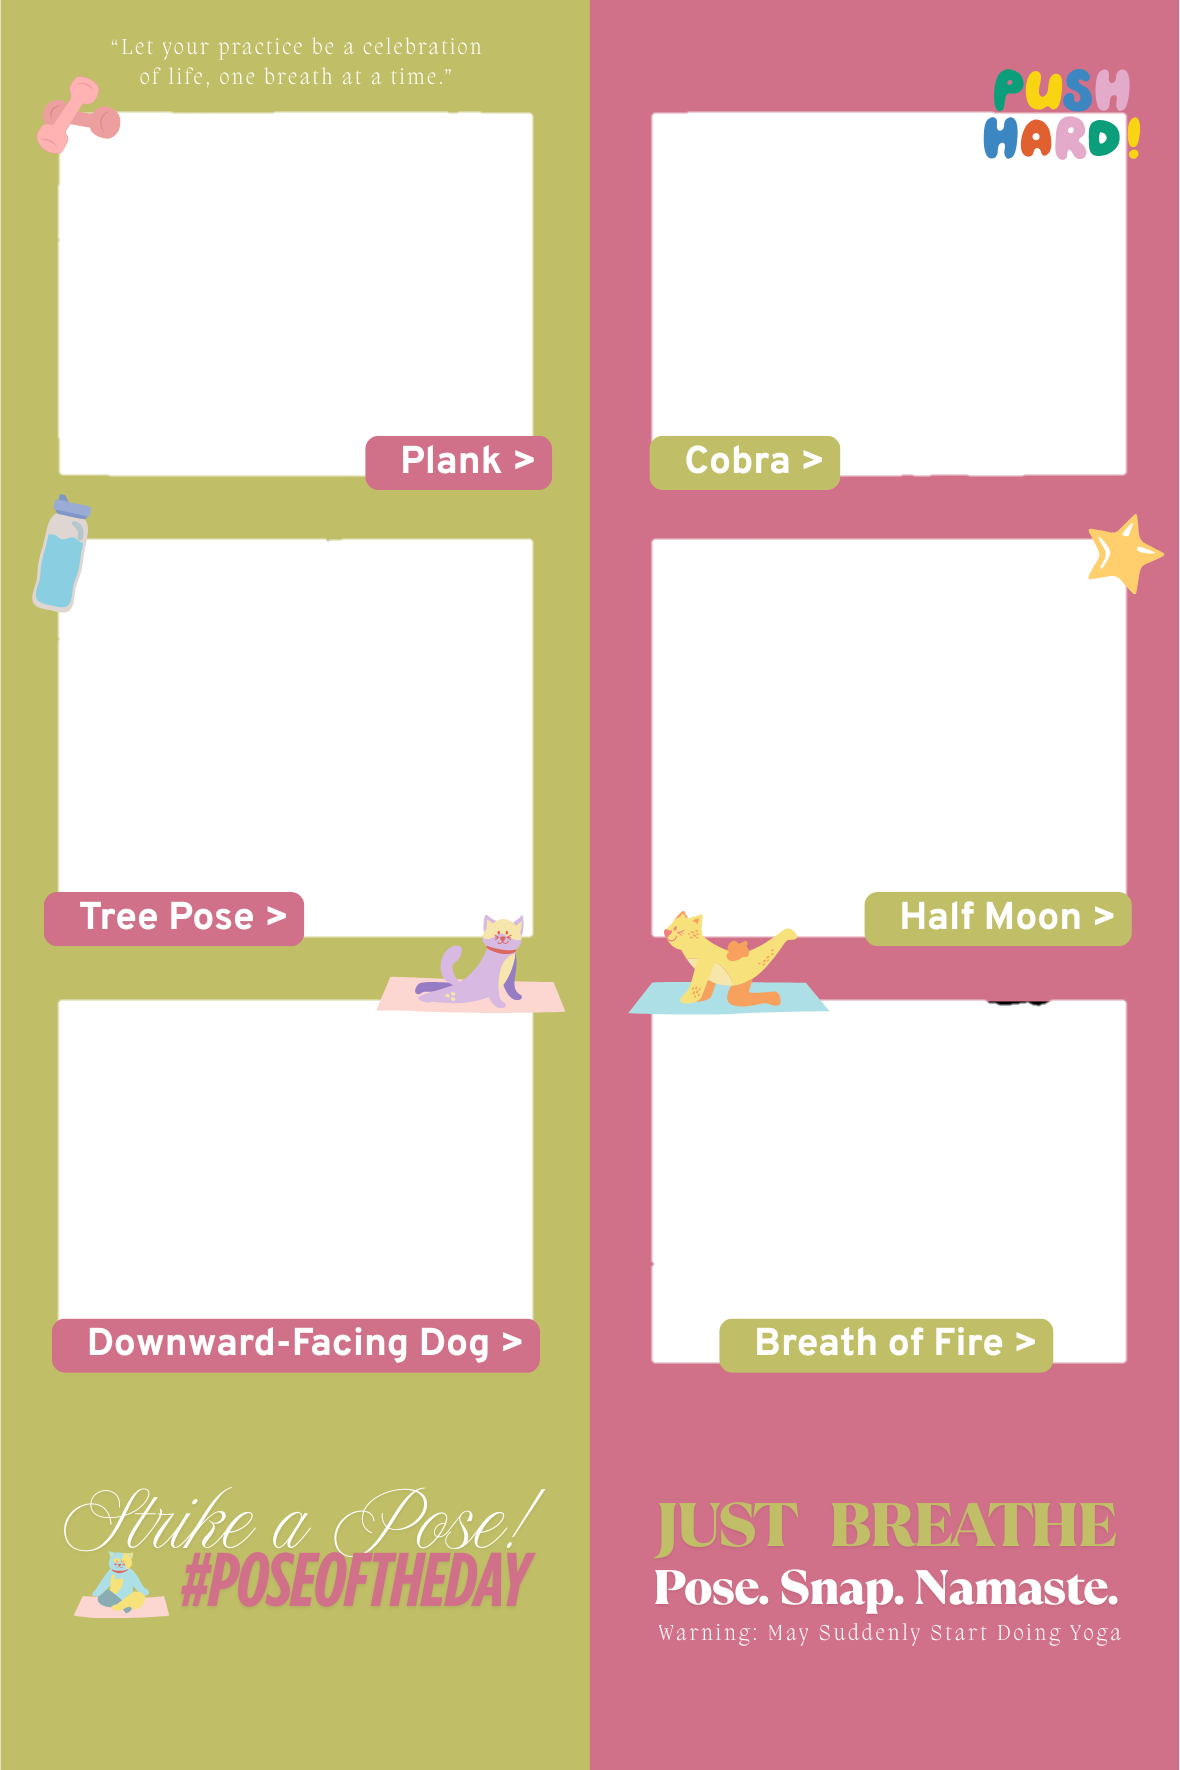 “Let your practice be a celebration
of life, one breath at a time.”
PUSH
HARD!
Plank >
Cobra >
Tree Pose >
Half Moon >
Downward-Facing Dog >
Breath of Fire >
Strike a Pose!
#POSEOFTHEDAY
JUST BREATHE
Pose. Snap. Namaste.
Warning: May Suddenly Start Doing Yoga